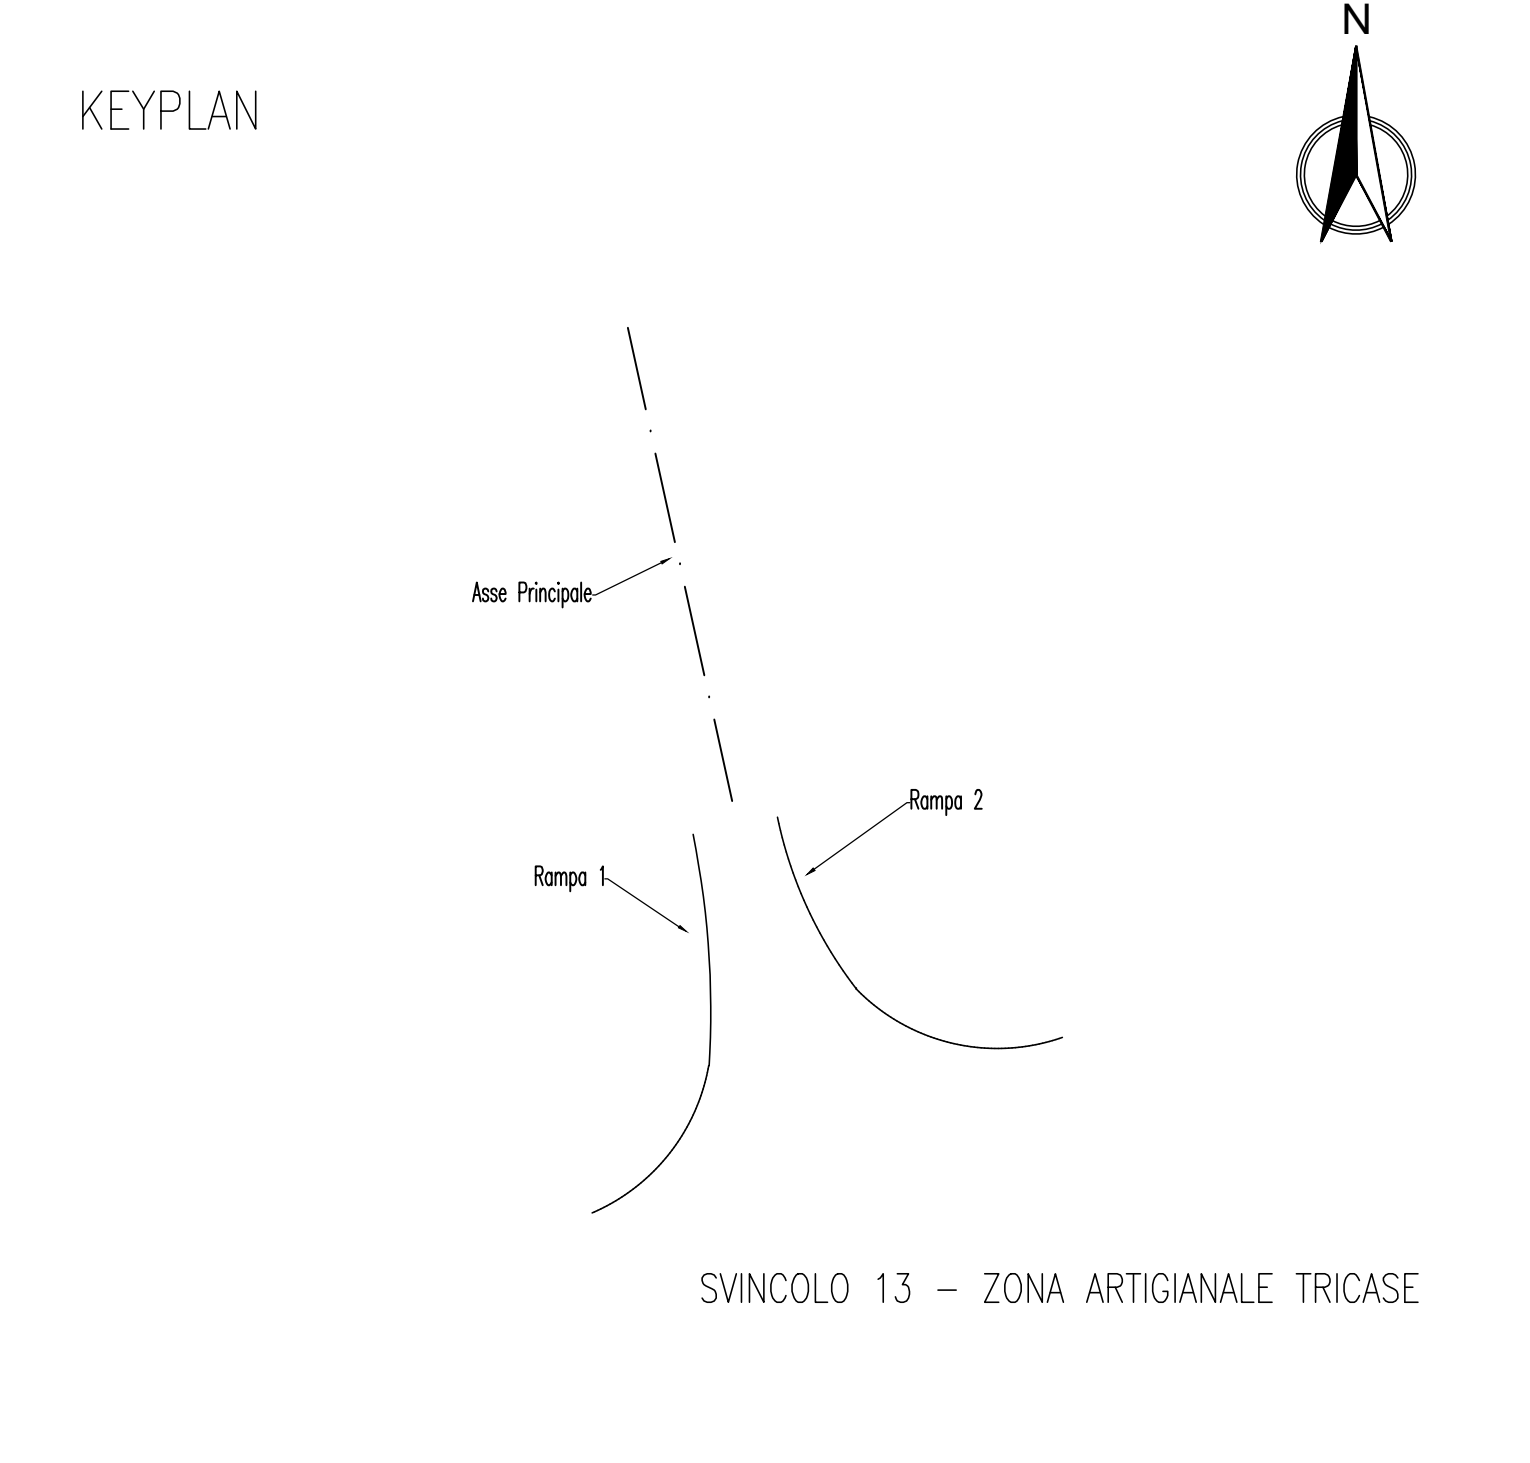 N
KEYPLAN
Asse Principale
Rampa 2
Rampa 1
SVINCOLO 13 – ZONA ARTIGIANALE TRICASE